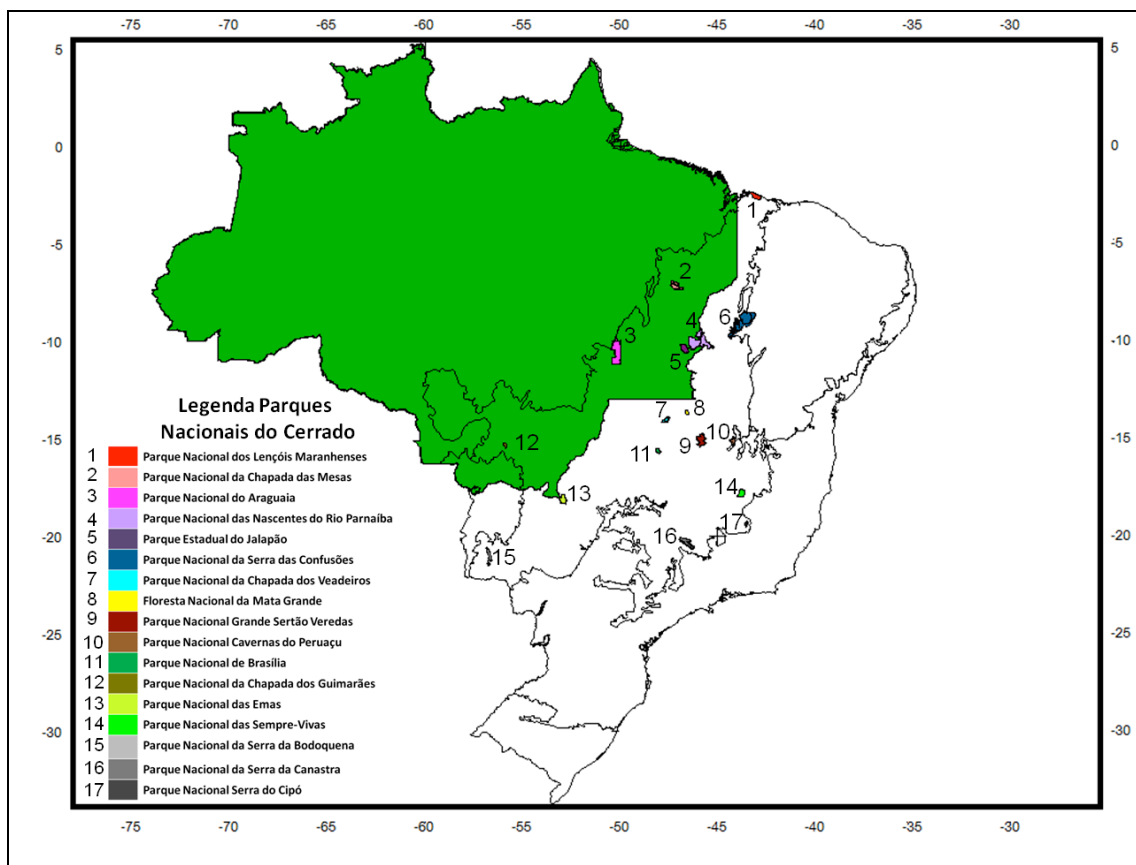 -75 -70 -65 -60 -55 -50 -45 -40 -35 -30
5 5
0 0
-5 -5
-10 -10
-15 -15
-20 -20
-25 -25
-30 -30
1
2
6
4
3
5
7 8
12 11 9 10
13 14
17
16
15
Legenda Parques
Nacionais do Cerrado
1 Parque Nacional dos Lençóis Maranhenses
2 Parque Nacional da Chapada das Mesas
3 Parque Nacional do Araguaia
4 Parque Nacional das Nascentes do Rio Parnaíba
5 Parque Estadual do Jalapão
6 Parque Nacional da Serra das Confusões
7 Parque Nacional da Chapada dos Veadeiros
8 Floresta Nacional da Mata Grande
9 Parque Nacional Grande Sertão Veredas
10 Parque Nacional Cavernas do Peruaçu
11 Parque Nacional de Brasília
12 Parque Nacional da Chapada dos Guimarães
13 Parque Nacional das Emas
14 Parque Nacional das Sempre-Vivas
15 Parque Nacional da Serra da Bodoquena
16 Parque Nacional da Serra da Canastra
17 Parque Nacional Serra do Cipó
-75 -70 -65 -60 -55 -50 -45 -40 -35 -30